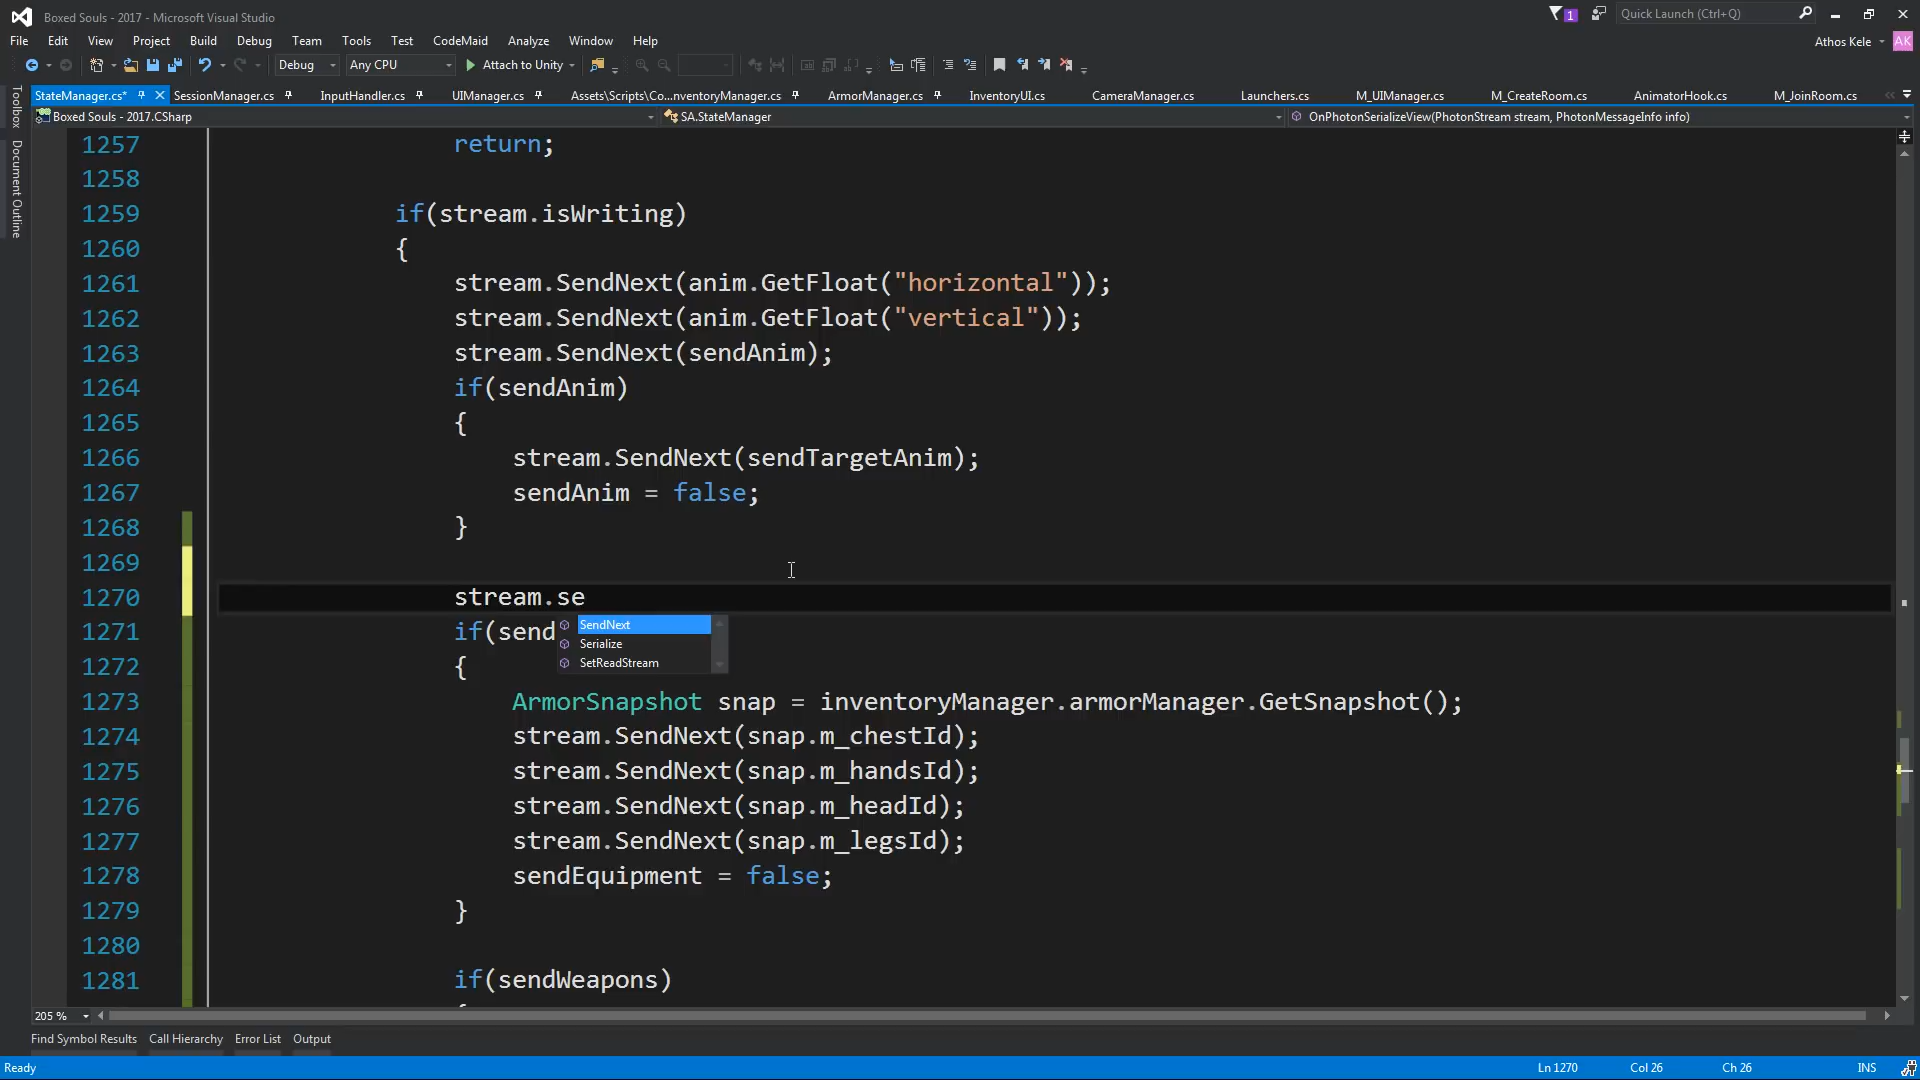 Boxed Souls - 2017 - Microsoft Visual Studio
1
Quick Launch (Ctrl+Q)
File Edit View Project Build Debug Team Tools Test CodeMaid Analyze Window Help
Athos Kele
AK
Debug Any CPU Attach to Unity
Toolbox
Document Outline
StateManager.cs* SessionManager.cs InputHandler.cs UIManager.cs Assets\Scripts\Co...nventoryManager.cs ArmorManager.cs InventoryUI.cs CameraManager.cs Launchers.cs M_UIManager.cs M_CreateRoom.cs AnimatorHook.cs M_JoinRoom.cs
Boxed Souls - 2017.CSharp SA.StateManager OnPhotonSerializeView(PhotonStream stream, PhotonMessageInfo info)
1257 return;
1258
1259 if(stream.isWriting)
1260 {
1261 stream.SendNext(anim.GetFloat("horizontal"));
1262 stream.SendNext(anim.GetFloat("vertical"));
1263 stream.SendNext(sendAnim);
1264 if(sendAnim)
1265 {
1266 stream.SendNext(sendTargetAnim);
1267 sendAnim = false;
1268 }
1269
1270 stream.se
SendNext
1271 if(send
Serialize
SetReadStream
1272 {
1273 ArmorSnapshot snap = inventoryManager.armorManager.GetSnapshot();
1274 stream.SendNext(snap.m_chestId);
1275 stream.SendNext(snap.m_handsId);
1276 stream.SendNext(snap.m_headId);
1277 stream.SendNext(snap.m_legsId);
1278 sendEquipment = false;
1279 }
1280
1281 if(sendWeapons)
205 %
Find Symbol Results Call Hierarchy Error List Output
Ready Ln 1270 Col 26 Ch 26 INS